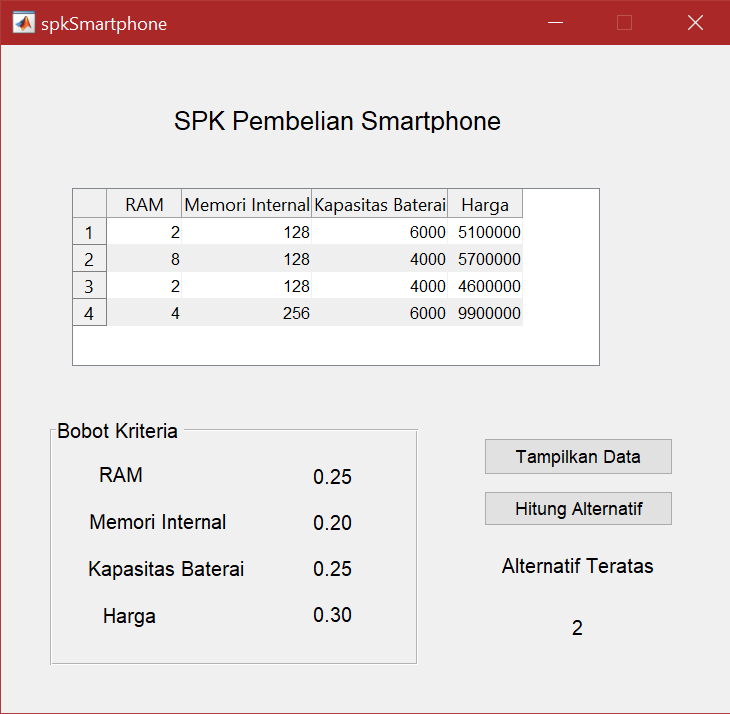 spkSmartphone
SPK Pembelian Smartphone
RAM Memori Internal Kapasitas Baterai Harga
1 2 128 6000 5100000
2 8 128 4000 5700000
3 2 128 4000 4600000
4 4 256 6000 9900000
Bobot Kriteria
RAM 0.25
Memori Internal 0.20
Kapasitas Baterai 0.25
Harga 0.30
Tampilkan Data
Hitung Alternatif
Alternatif Teratas
2